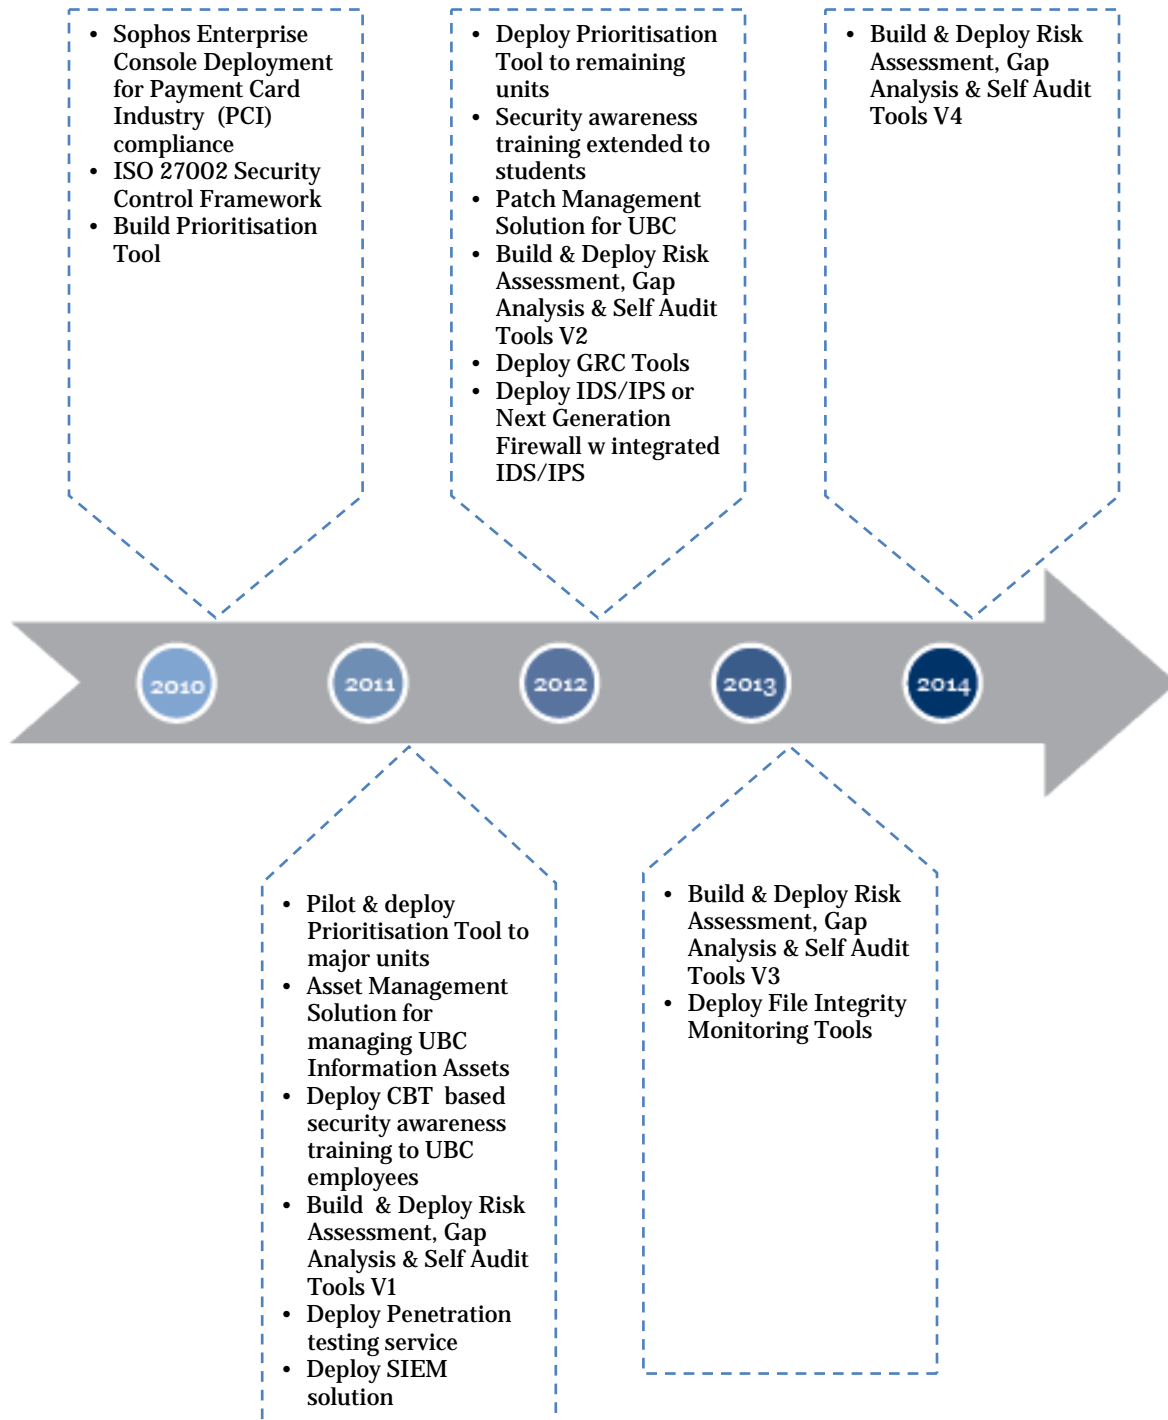 • Sophos Enterprise
Console Deployment
for Payment Card
Industry (PCI)
compliance
• ISO 27002 Security
Control Framework
• Build Prioritisation
Tool
• Deploy Prioritisation
Tool to remaining
units
• Security awareness
training extended to
students
• Patch Management
Solution for UBC
• Build & Deploy Risk
Assessment, Gap
Analysis & Self Audit
Tools V2
• Deploy GRC Tools
• Deploy IDS/IPS or
Next Generation
Firewall w integrated
IDS/IPS
• Build & Deploy Risk
Assessment, Gap
Analysis & Self Audit
Tools V4
2010
2011
2012
2013
2014
• Pilot & deploy
Prioritisation Tool to
major units
• Asset Management
Solution for
managing UBC
Information Assets
• Deploy CBT based
security awareness
training to UBC
employees
• Build & Deploy Risk
Assessment, Gap
Analysis & Self Audit
Tools V1
• Deploy Penetration
testing service
• Deploy SIEM
solution
• Build & Deploy Risk
Assessment, Gap
Analysis & Self Audit
Tools V3
• Deploy File Integrity
Monitoring Tools